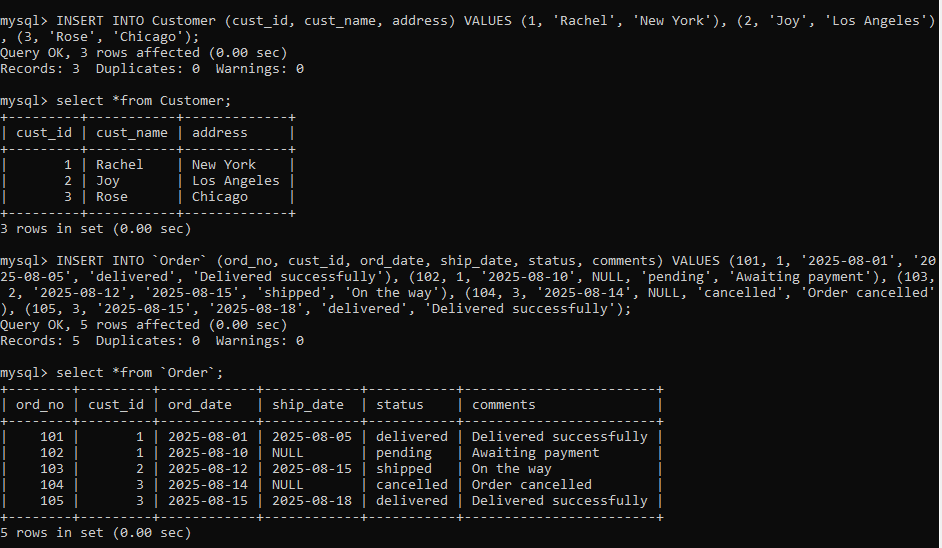 mysql> INSERT INTO Customer (cust_id, cust_name, address) VALUES (1, 'Rachel', 'New York'), (2, 'Joy', 'Los Angeles')
, (3, 'Rose', 'Chicago');
Query OK, 3 rows affected (0.00 sec)
Records: 3  Duplicates: 0  Warnings: 0

mysql> select *from Customer;
+---------+-----------+-------------+
| cust_id | cust_name | address     |
+---------+-----------+-------------+
|       1 | Rachel    | New York    |
|       2 | Joy       | Los Angeles |
|       3 | Rose      | Chicago     |
+---------+-----------+-------------+
3 rows in set (0.00 sec)

mysql> INSERT INTO `Order` (ord_no, cust_id, ord_date, ship_date, status, comments) VALUES (101, 1, '2025-08-01', '20
25-08-05', 'delivered', 'Delivered successfully'), (102, 1, '2025-08-10', NULL, 'pending', 'Awaiting payment'), (103,
 2, '2025-08-12', '2025-08-15', 'shipped', 'On the way'), (104, 3, '2025-08-14', NULL, 'cancelled', 'Order cancelled'
), (105, 3, '2025-08-15', '2025-08-18', 'delivered', 'Delivered successfully');
Query OK, 5 rows affected (0.00 sec)
Records: 5  Duplicates: 0  Warnings: 0

mysql> select *from `Order`;
+--------+---------+------------+------------+-----------+------------------------+
| ord_no | cust_id | ord_date   | ship_date  | status    | comments               |
+--------+---------+------------+------------+-----------+------------------------+
|    101 |       1 | 2025-08-01 | 2025-08-05 | delivered | Delivered successfully |
|    102 |       1 | 2025-08-10 | NULL       | pending   | Awaiting payment       |
|    103 |       2 | 2025-08-12 | 2025-08-15 | shipped   | On the way             |
|    104 |       3 | 2025-08-14 | NULL       | cancelled | Order cancelled        |
|    105 |       3 | 2025-08-15 | 2025-08-18 | delivered | Delivered successfully |
+--------+---------+------------+------------+-----------+------------------------+
5 rows in set (0.00 sec)